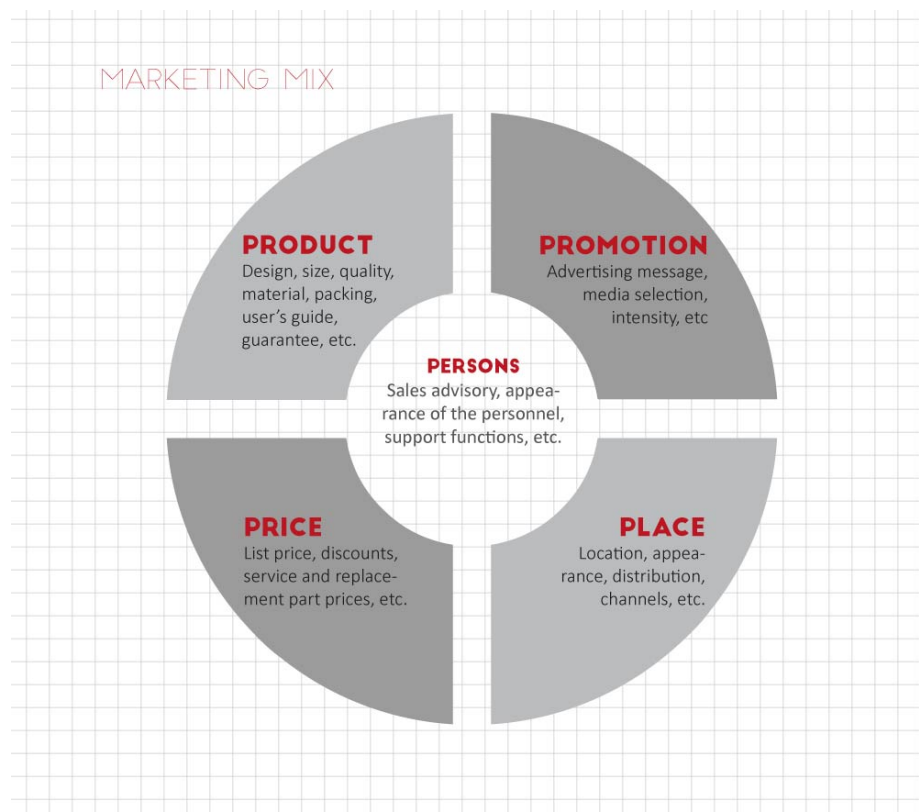 MARKETING MIX
PRODUCT
Design, size, quality,
material, packing,
user's guide,
guarantee, etc.
PROMOTION
Advertising message,
media selection,
intensity, etc
PERSONS
Sales advisory, appea-
rance of the personnel,
support functions, etc.
PRICE
List price, discounts,
service and replace-
ment part prices, etc.
PLACE
Location, appea-
rance, distribution,
channels, etc.